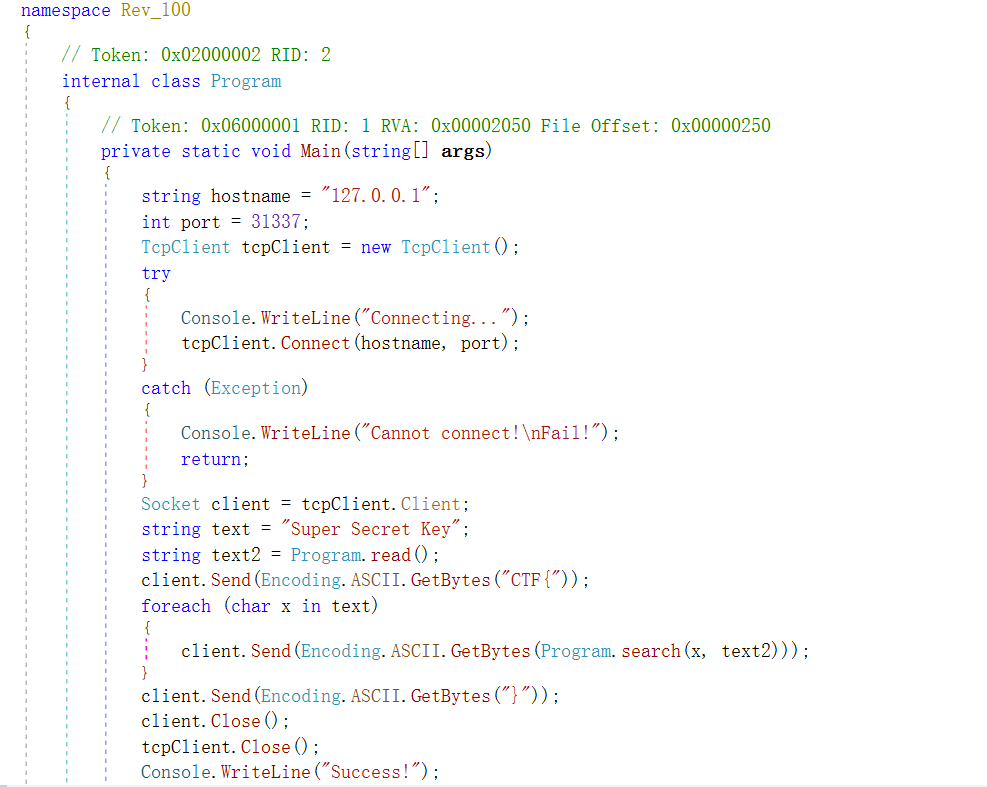 namespace Rev_100
{
// Token: 0x02000002 RID: 2
internal class Program
{
// Token: 0x06000001 RID: 1 RVA: 0x00002050 File Offset: 0x00000250
private static void Main(string[] args)
{
string hostname = "127.0.0.1";
int port = 31337;
TcpClient tcpClient = new TcpClient();
try
{
Console.WriteLine("Connecting...");
tcpClient.Connect(hostname, port);
}
catch (Exception)
{
Console.WriteLine("Cannot connect!\nFail!");
return;
}
Socket client = tcpClient.Client;
string text = "Super Secret Key";
string text2 = Program.read();
client.Send(Encoding.ASCII.GetBytes("CTF{"));
foreach (char x in text)
{
client.Send(Encoding.ASCII.GetBytes(Program.search(x, text2)));
}
client.Send(Encoding.ASCII.GetBytes("}"));
client.Close();
tcpClient.Close();
Console.WriteLine("Success!");